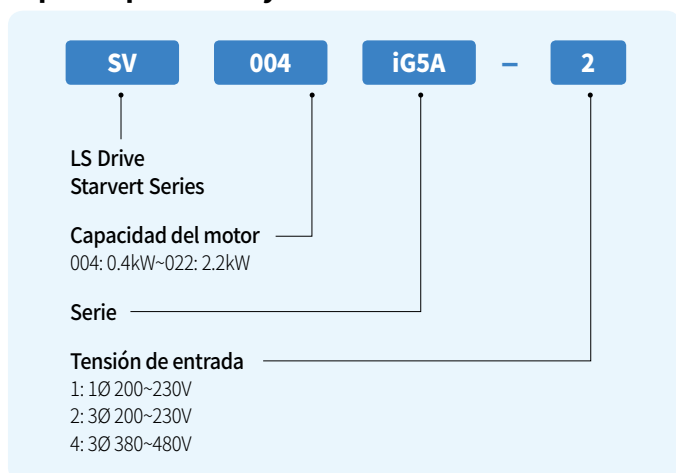 SV 004 iG5A – 2
LS Drive
Starvert Series
Capacidad del motor
004: 0.4kW~022: 2.2kW
Serie
Tensión de entrada
1: 1Ø 200~230V
2: 3Ø 200~230V
4: 3Ø 380~480V